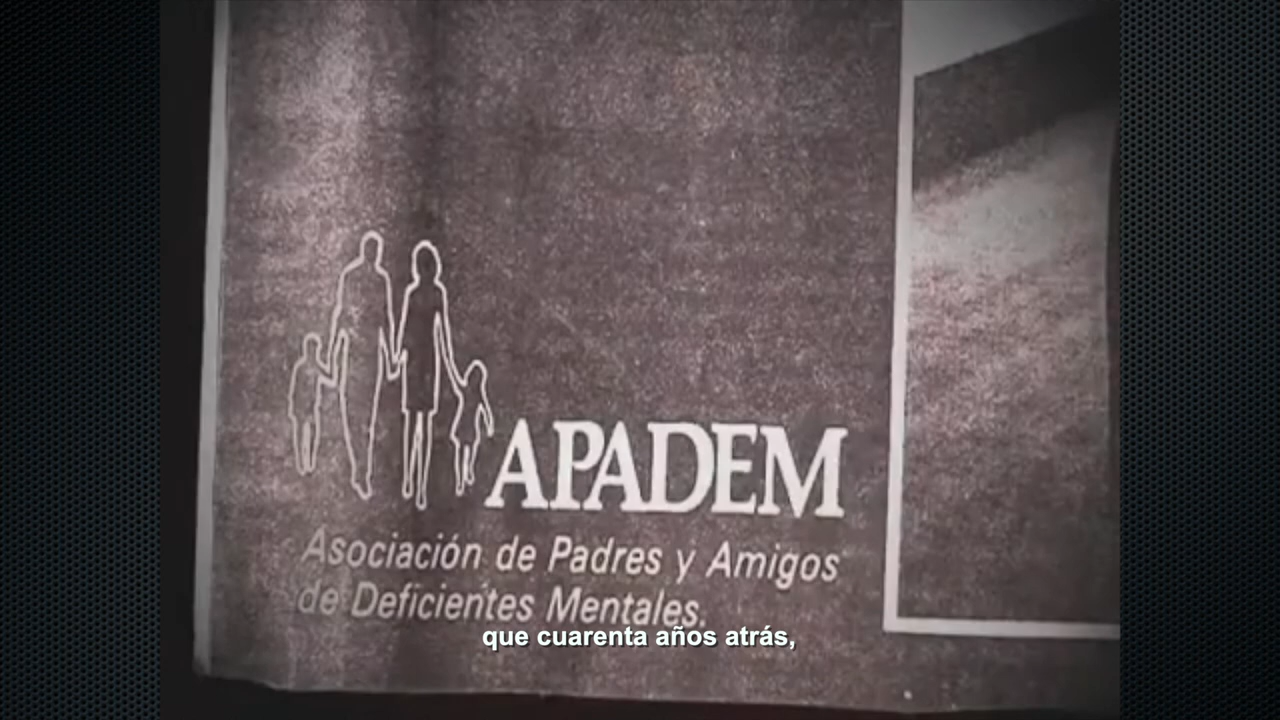 APADEM
Asociación de Padres y Amigos
de Deficientes Mentales.
que cuarenta años atrás,